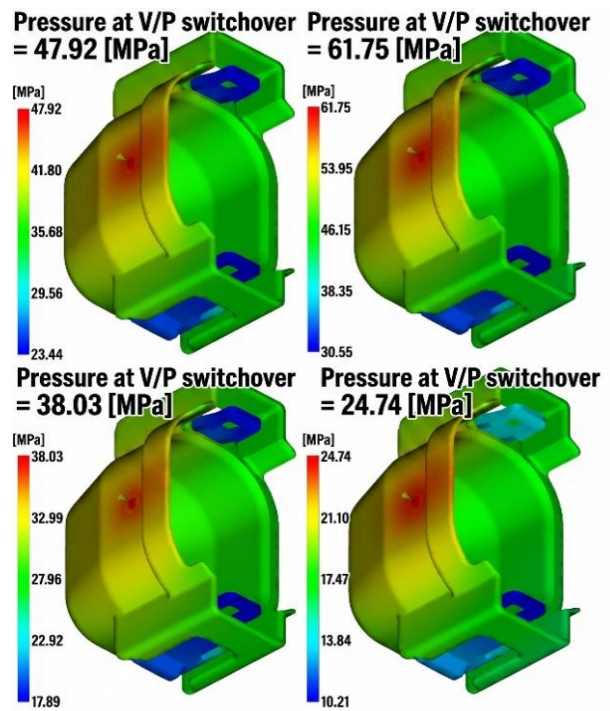 Pressure at V/P switchover
= 47.92 [MPa]
[MPa]
47.92
41.80
35.68
29.56
23.44
Pressure at V/P switchover
= 61.75 [MPa]
[MPa]
61.75
53.95
46.15
38.35
30.55
Pressure at V/P switchover
= 38.03 [MPa]
[MPa]
38.03
32.99
27.96
22.92
17.89
Pressure at V/P switchover
= 24.74 [MPa]
[MPa]
24.74
21.10
17.47
13.84
10.21